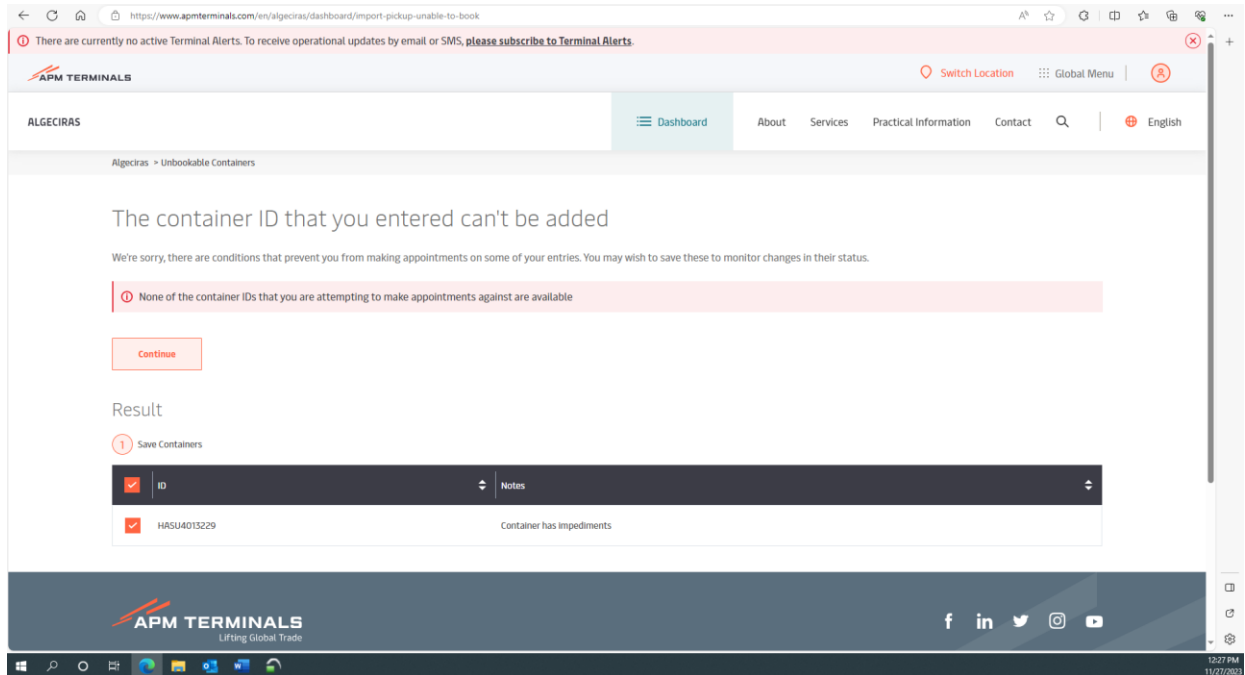 https://www.apmterminals.com/en/algeciras/dashboard/import-pickup-unable-to-book
There are currently no active Terminal Alerts. To receive operational updates by email or SMS, please subscribe to Terminal Alerts.
APM TERMINALS
Switch Location
Global Menu
ALGECIRAS
Dashboard
About
Services
Practical Information
Contact
English
Algeciras > Unbookable Containers
The container ID that you entered can't be added
We're sorry, there are conditions that prevent you from making appointments on some of your entries. You may wish to save these to monitor changes in their status.
None of the container IDs that you are attempting to make appointments against are available
Continue
Result
1 Save Containers
ID Notes
HASU4013229 Container has impediments
APM TERMINALS
Lifting Global Trade
12:27 PM
11/27/2023